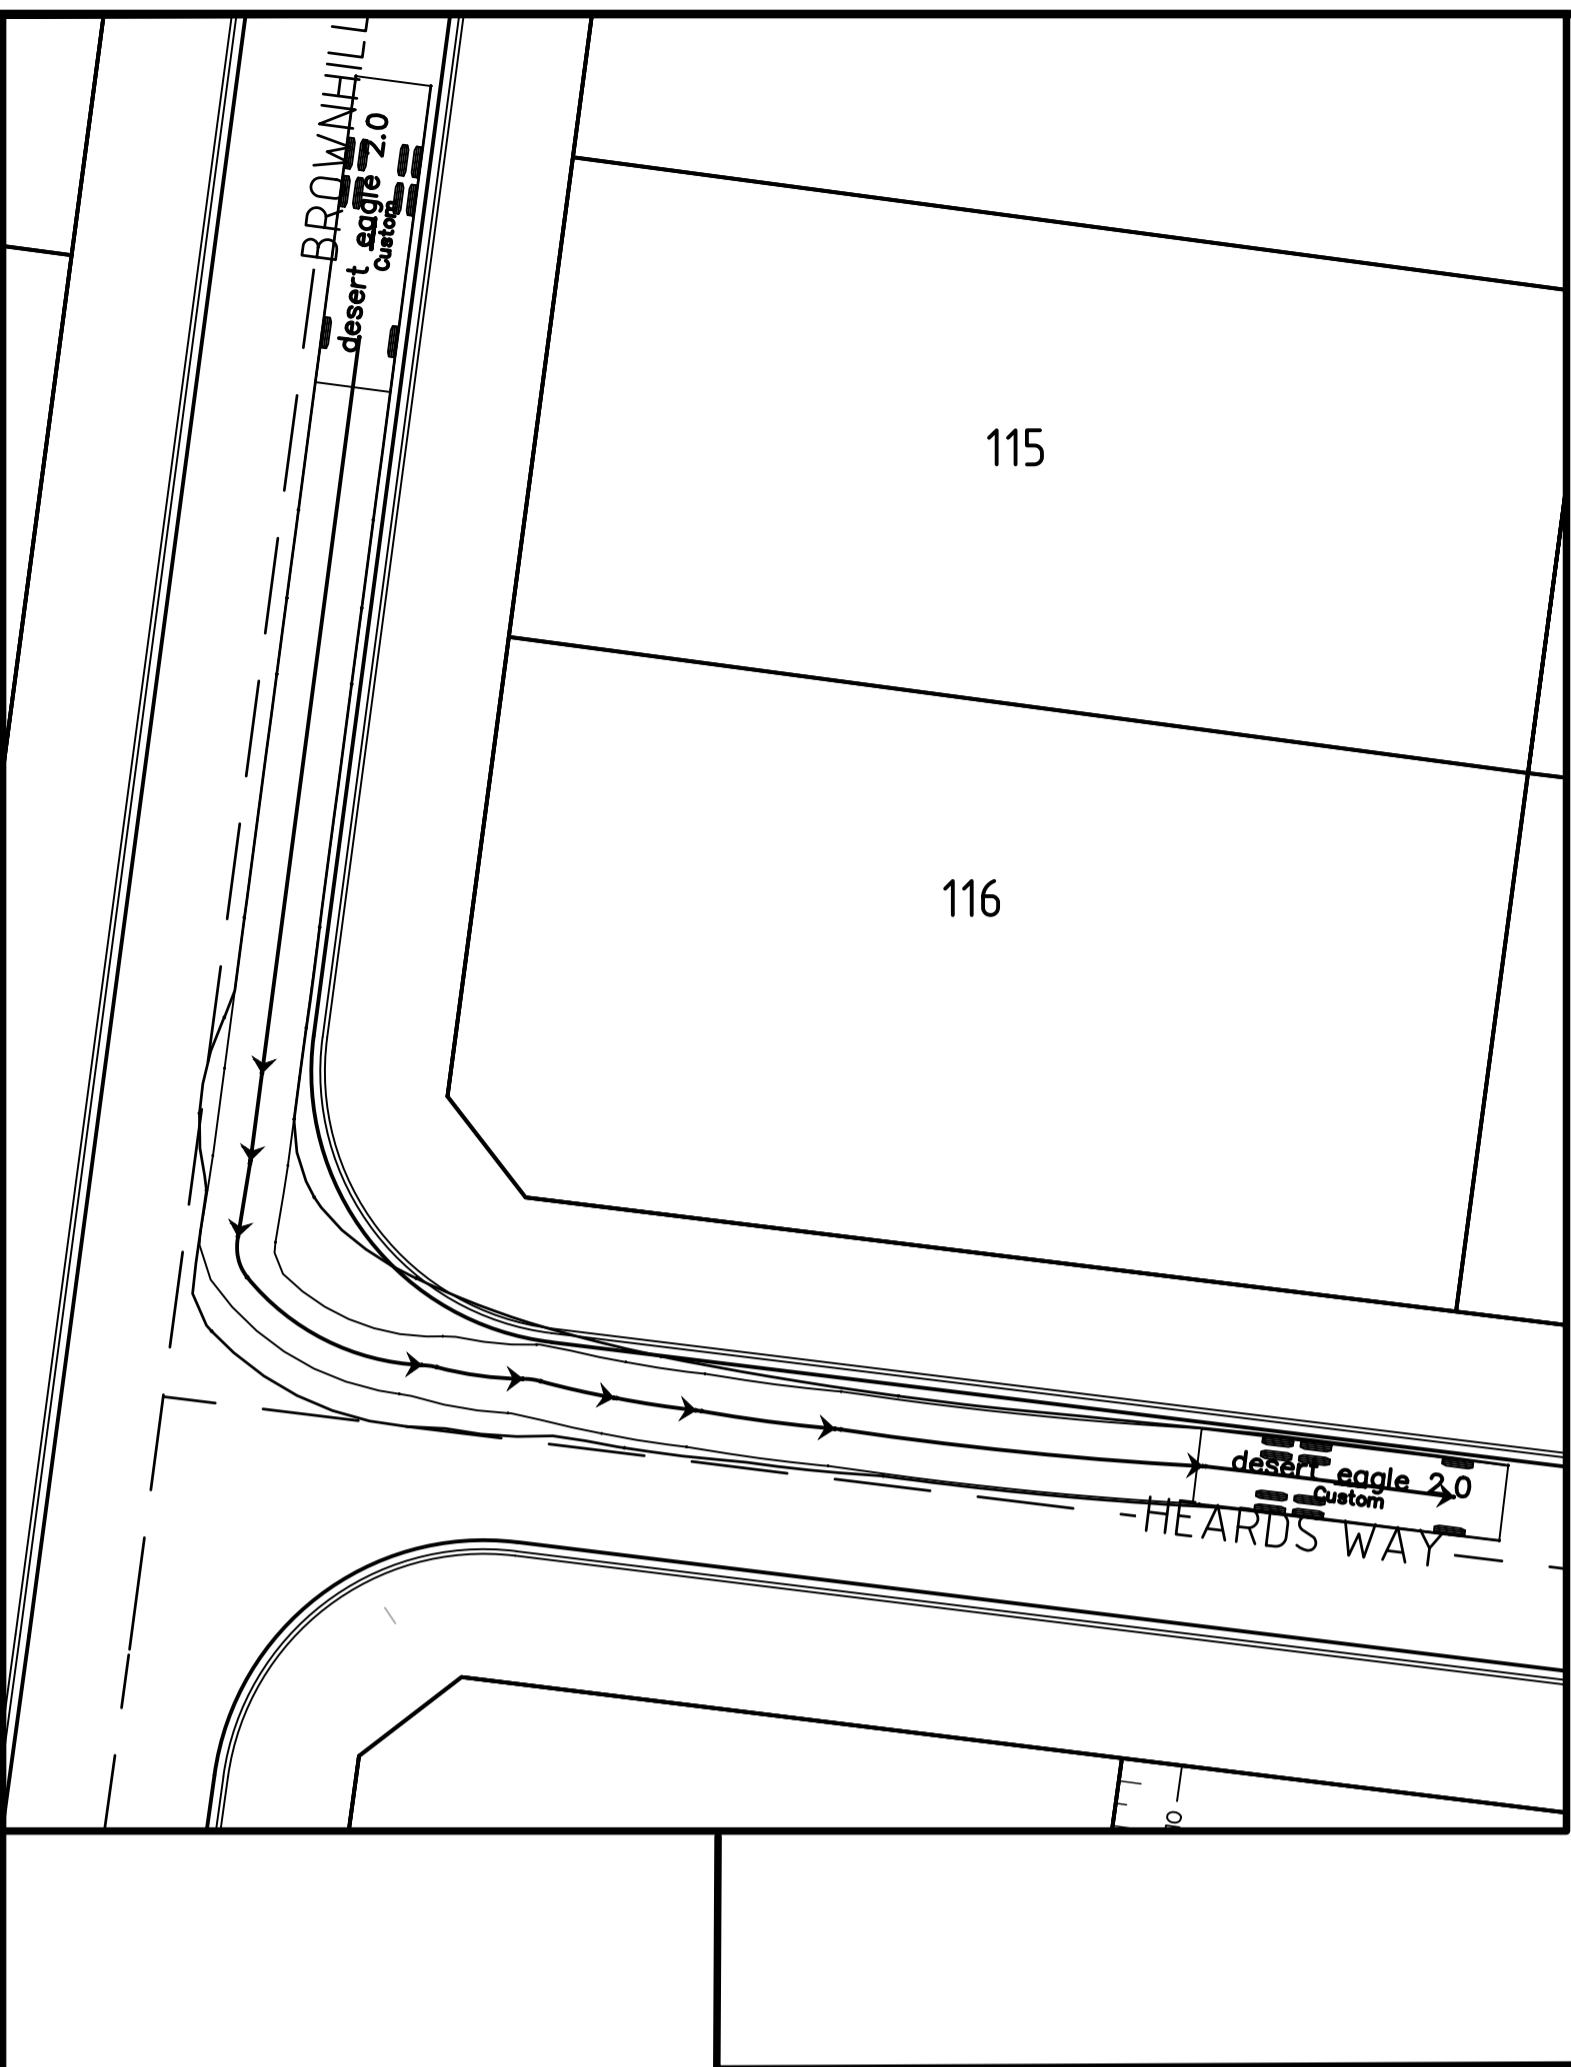 BROWNHILL
desert eagle 2.0
Custom
115
116
desert eagle 2.0
Custom
HEARDS WAY